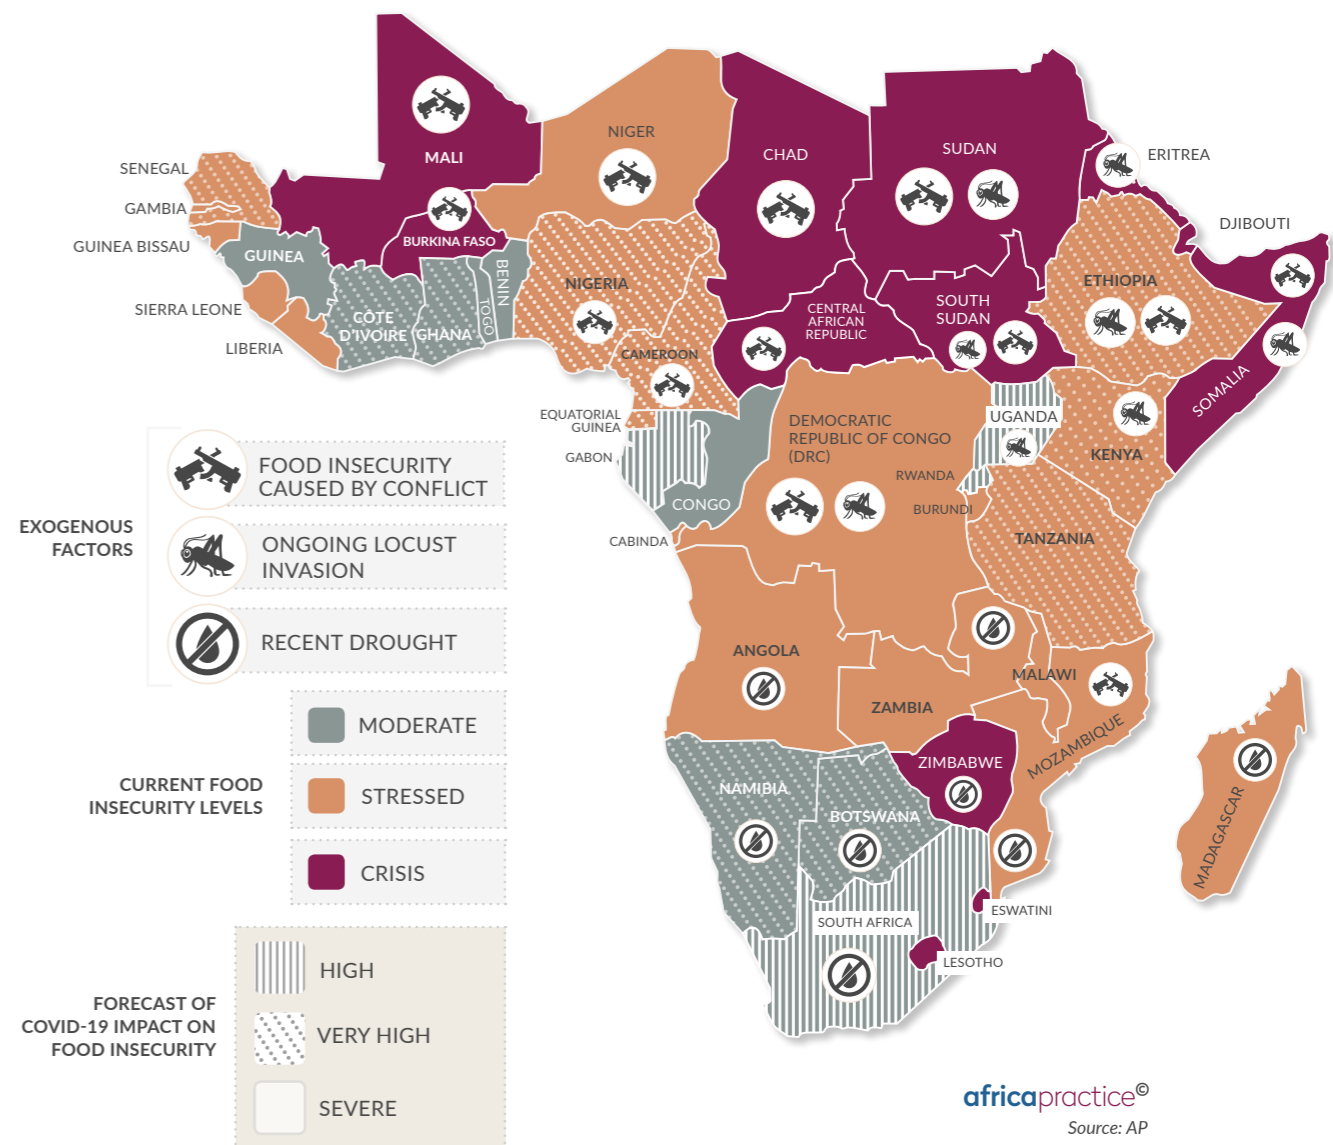 SENEGAL
GAMBIA
GUINEA BISSAU
GUINEA
SIERRA LEONE
LIBERIA
MALI
BURKINA FASO
CÔTE
D'IVOIRE
GHANA
TOGO
BENIN
NIGER
NIGERIA
CAMEROON
CHAD
CENTRAL
AFRICAN
REPUBLIC
SUDAN
SOUTH
SUDAN
ERITREA
DJIBOUTI
ETHIOPIA
SOMALIA
UGANDA
KENYA
EQUATORIAL
GUINEA
GABON
CONGO
CABINDA
DEMOCRATIC
REPUBLIC OF CONGO
(DRC)
RWANDA
BURUNDI
TANZANIA
ANGOLA
ZAMBIA
MALAWI
MOZAMBIQUE
MADAGASCAR
ZIMBABWE
NAMIBIA
BOTSWANA
SOUTH AFRICA
ESWATINI
LESOTHO
EXOGENOUS
FACTORS
FOOD INSECURITY
CAUSED BY CONFLICT
ONGOING LOCUST
INVASION
RECENT DROUGHT
CURRENT FOOD
INSECURITY LEVELS
MODERATE
STRESSED
CRISIS
FORECAST OF
COVID-19 IMPACT ON
FOOD INSECURITY
HIGH
VERY HIGH
SEVERE
africapractice©
Source: AP